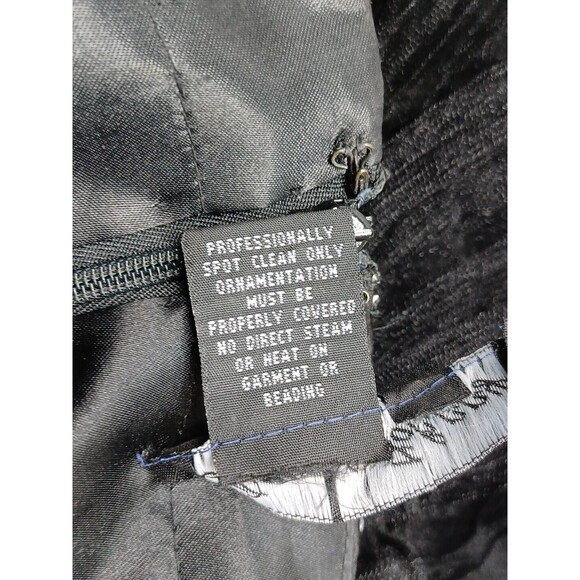 PROFESSIONALLY
SPOT CLEAN ONLY
ORNAMENTATION
MUST BE
PROPERLY COVERED
NO DIRECT STEAM
OR HEAT ON
GARMENT OR
BEADING